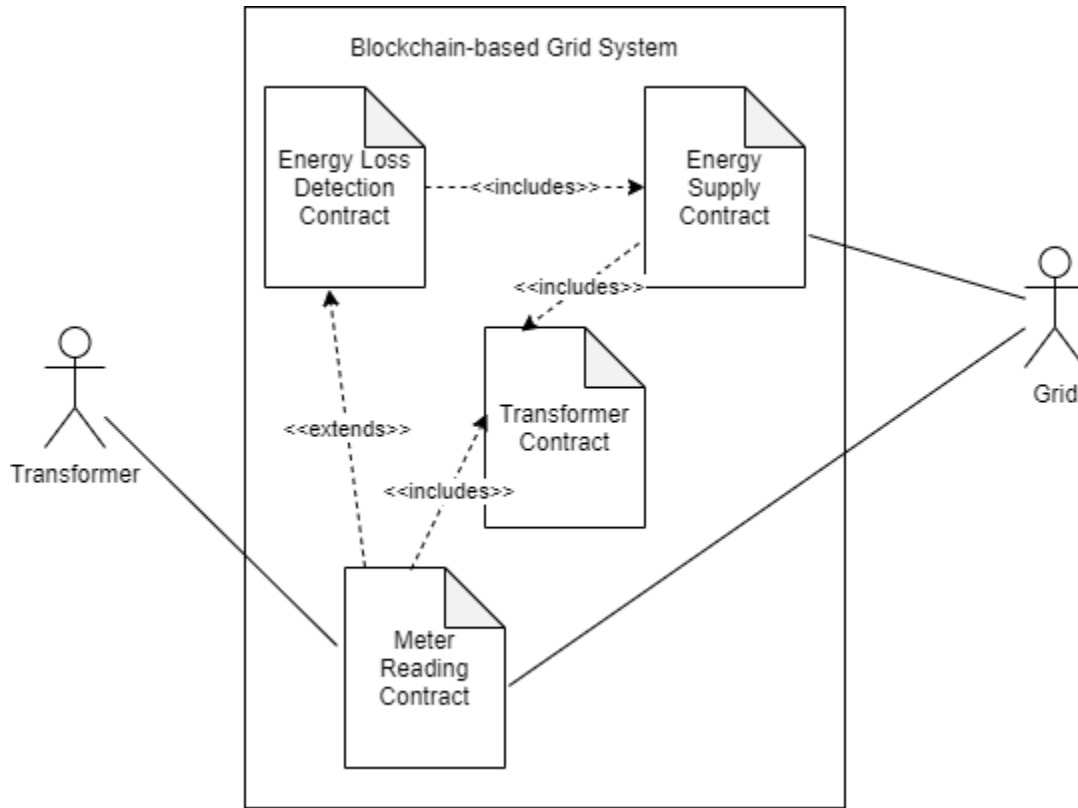 Blockchain-based Grid System
Energy Loss
Detection
Contract
<<includes>>
Energy
Supply
Contract
<<includes>>
Transformer
Contract
Grid
<<extends>>
Transformer
<<includes>>
Meter
Reading
Contract